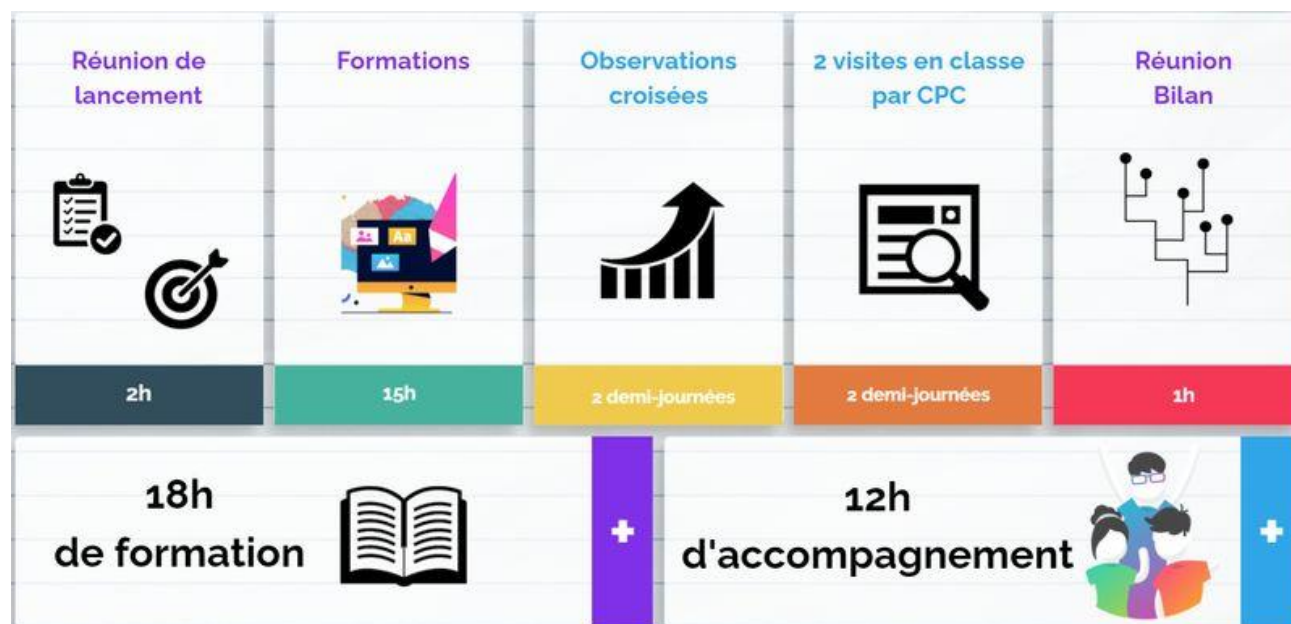 Réunion de
lancement
Formations
Observations
croisées
2 visites en classe
par CPC
Réunion
Bilan
Aa
2h
15h
2 demi-journées
2 demi-journées
1h
18h
de formation
+
12h
d'accompagnement
+